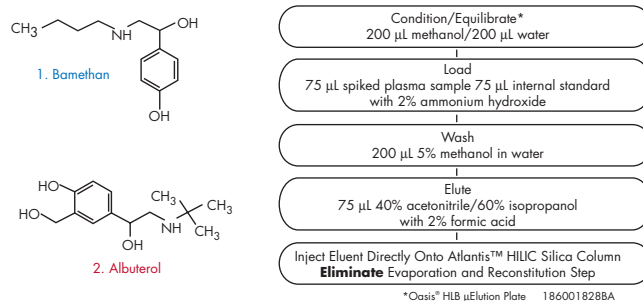 CH3
NH
OH
HO
1. Bamethan
HO
HO
OH
NH
CH3
CH3
CH3
2. Albuterol
Condition/Equilibrate*
200 µL methanol/200 µL water
Load
75 µL spiked plasma sample 75 µL internal standard
with 2% ammonium hydroxide
Wash
200 µL 5% methanol in water
Elute
75 µL 40% acetonitrile/60% isopropanol
with 2% formic acid
Inject Eluent Directly Onto Atlantis™ HILIC Silica Column
Eliminate Evaporation and Reconstitution Step
*Oasis® HLB µElution Plate 186001828BA